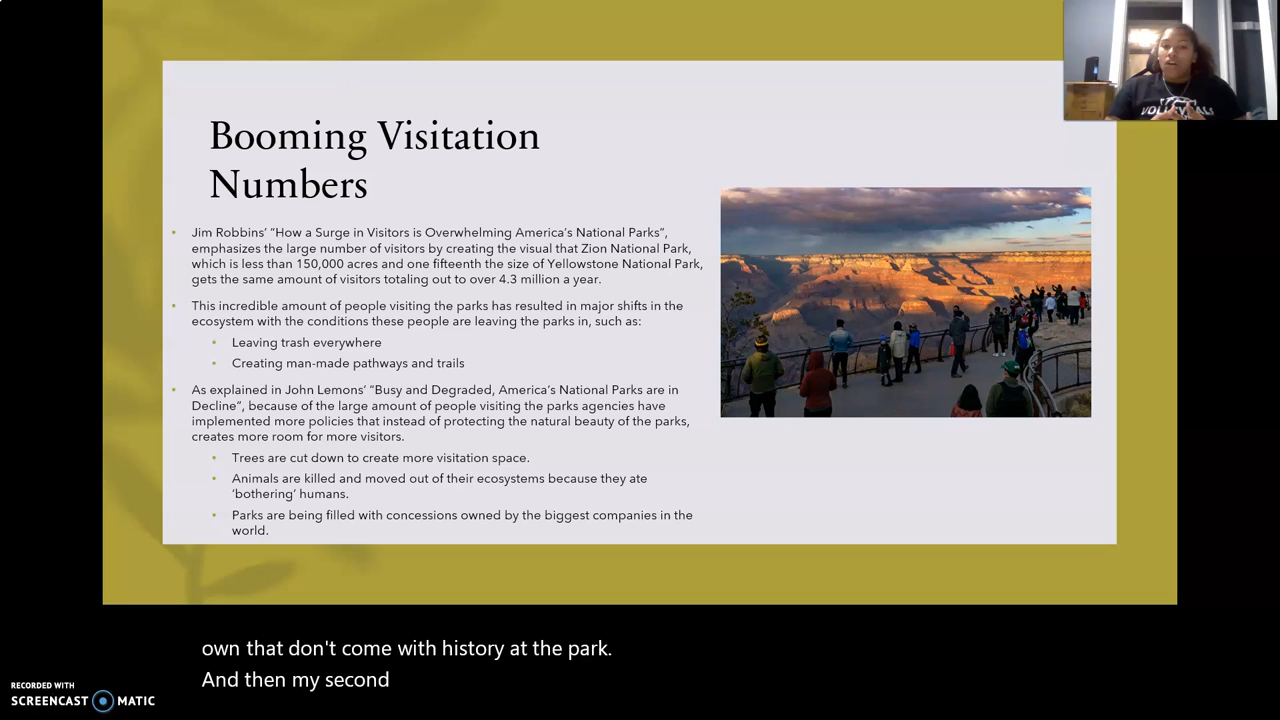 Booming Visitation
Numbers
Jim Robbins’ “How a Surge in Visitors is Overwhelming America’s National Parks”,
emphasizes the large number of visitors by creating the visual that Zion National Park,
which is less than 150,000 acres and one fifteenth the size of Yellowstone National Park,
gets the same amount of visitors totaling out to over 4.3 million a year.
This incredible amount of people visiting the parks has resulted in major shifts in the
ecosystem with the conditions these people are leaving the parks in, such as:
Leaving trash everywhere
Creating man-made pathways and trails
As explained in John Lemons’ “Busy and Degraded, America’s National Parks are in
Decline”, because of the large amount of people visiting the parks agencies have
implemented more policies that instead of protecting the natural beauty of the parks,
creates more room for more visitors.
Trees are cut down to create more visitation space.
Animals are killed and moved out of their ecosystems because they ate
‘bothering’ humans.
Parks are being filled with concessions owned by the biggest companies in the
world.
VOLLEYBALL
own that don't come with history at the park.
And then my second
RECORDED WITH
SCREENCAST MATIC